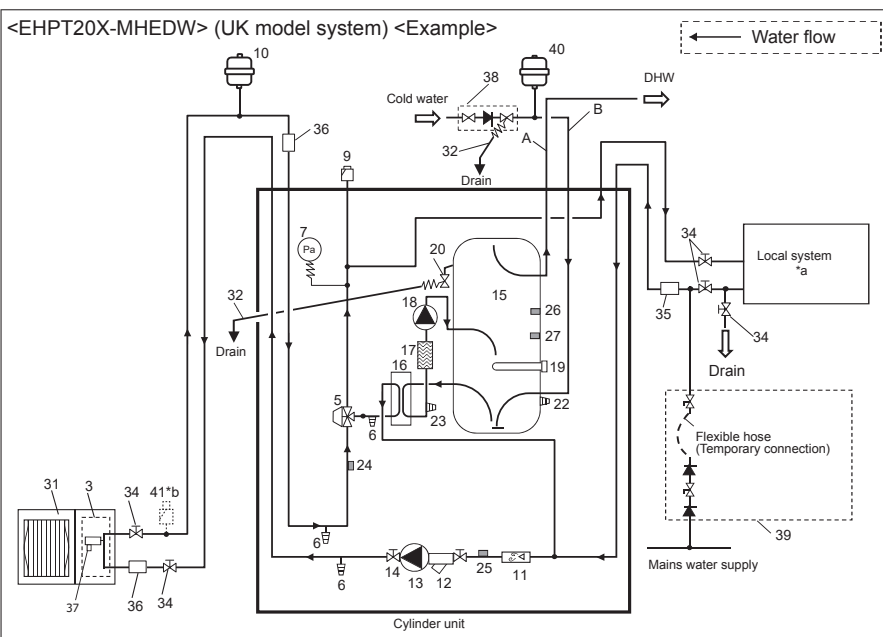 <EHPT20X-MHEDW> (UK model system) <Example>
Water flow
10
40
38
DHW
Cold water
B
A
36
9
32
Drain
7
Pa
20
34
Local system
*a
15
18
32
26
35
27
34
Drain
17
Drain
19
16
5
22
6
23
Flexible hose
(Temporary connection)
24
31
3
34
41*b
6
39
14
25
11
6
13
12
Mains water supply
37
36
34
Cylinder unit